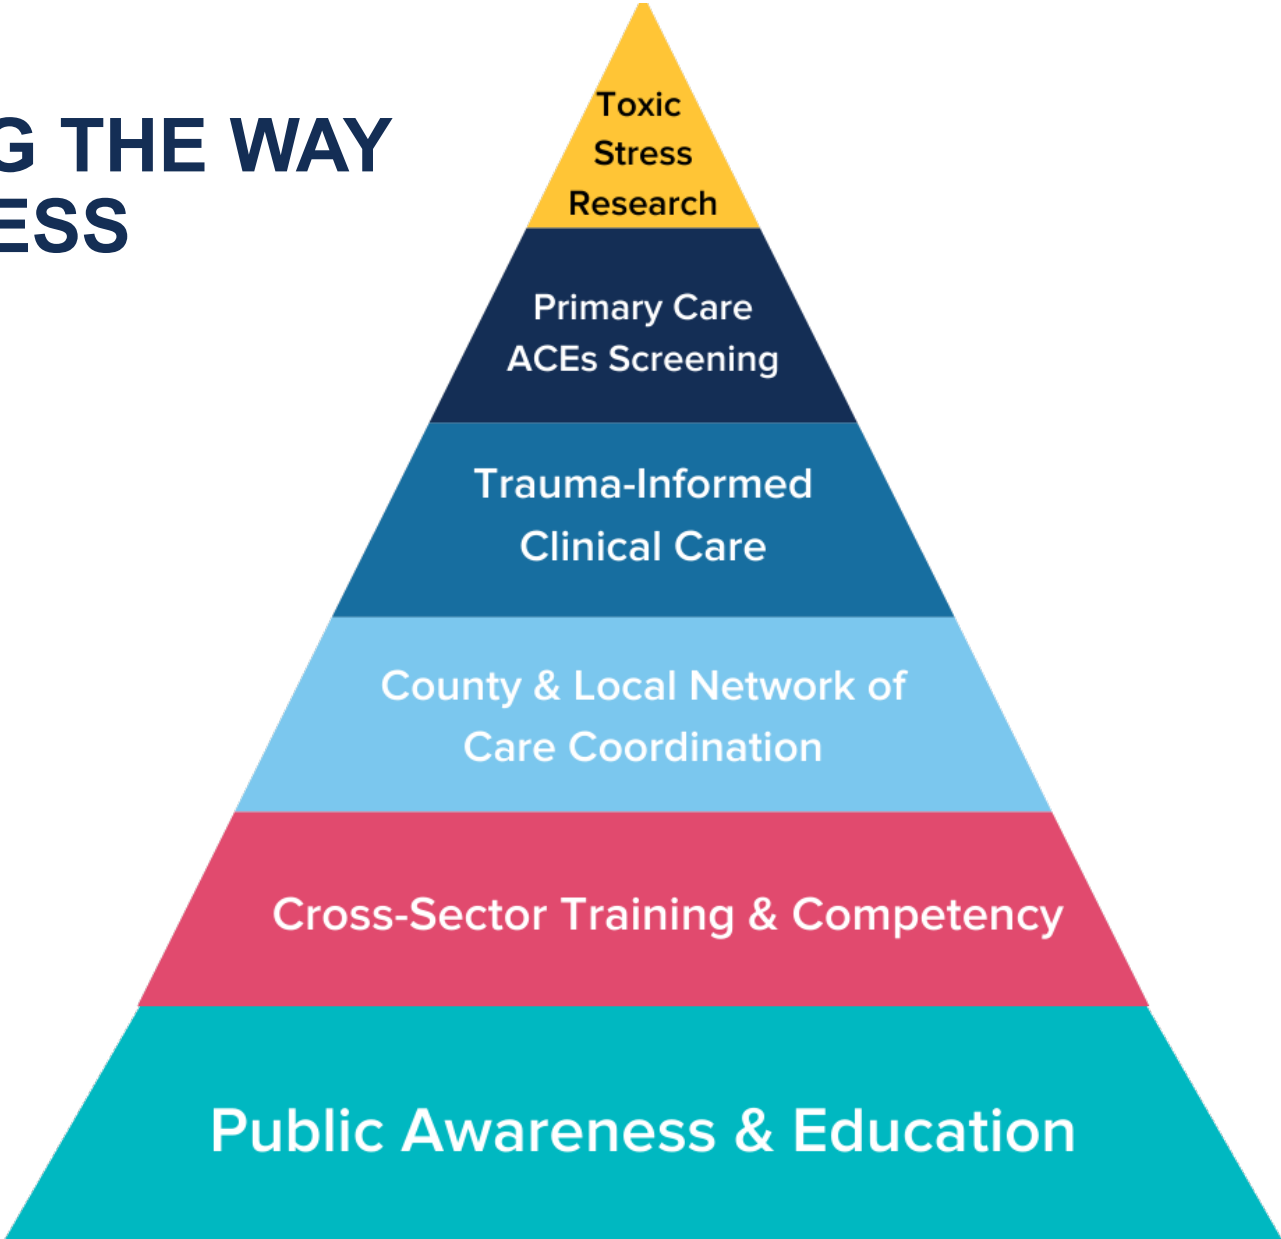 G THE WAY
ESS
Toxic
Stress
Research
Primary Care
ACEs Screening
Trauma-Informed
Clinical Care
County & Local Network of
Care Coordination
Cross-Sector Training & Competency
Public Awareness & Education